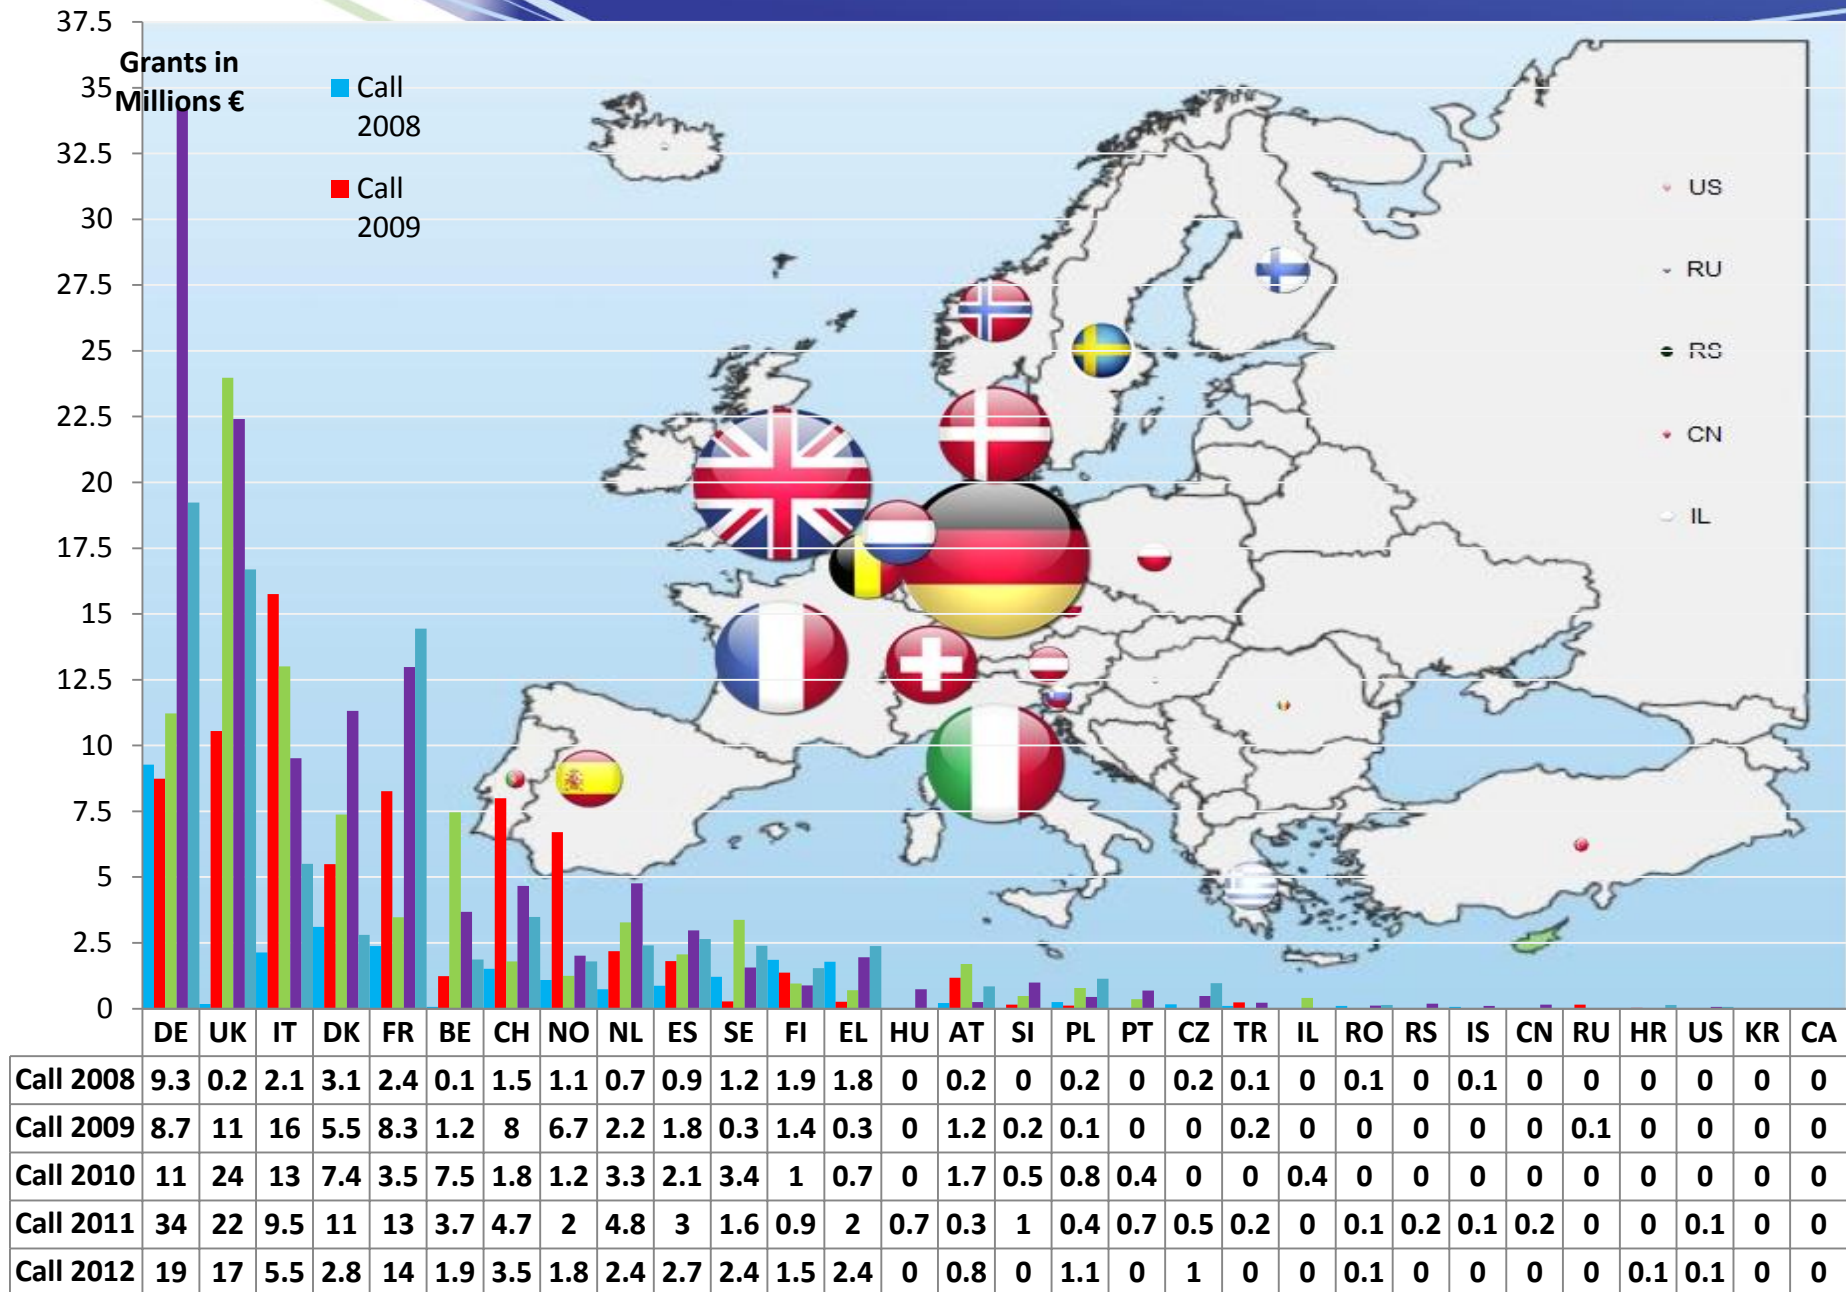 37.5
35
32.5
30
27.5
25
22.5
20
17.5
15
12.5
10
7.5
5
2.5
0
Grants in
Millions €
Call
2008
Call
2009
US
RU
RS
CN
IL
DE UK IT DK FR BE CH NO NL ES SE FI EL HU AT SI PL PT CZ TR IL RO RS IS CN RU HR US KR CA
Call 2008 9.3 0.2 2.1 3.1 2.4 0.1 1.5 1.1 0.7 0.9 1.2 1.9 1.8 0 0.2 0 0.2 0 0.2 0.1 0 0.1 0 0.1 0 0 0 0 0 0
Call 2009 8.7 11 16 5.5 8.3 1.2 8 6.7 2.2 1.8 0.3 1.4 0.3 0 1.2 0.2 0.1 0 0 0.2 0 0 0 0 0 0.1 0 0 0 0
Call 2010 11 24 13 7.4 3.5 7.5 1.8 1.2 3.3 2.1 3.4 1 0.7 0 1.7 0.5 0.8 0.4 0 0 0.4 0 0 0 0 0 0 0 0 0
Call 2011 34 22 9.5 11 13 3.7 4.7 2 4.8 3 1.6 0.9 2 0.7 0.3 1 0.4 0.7 0.5 0.2 0 0.1 0.2 0.1 0.2 0 0 0.1 0 0
Call 2012 19 17 5.5 2.8 14 1.9 3.5 1.8 2.4 2.7 2.4 1.5 2.4 0 0.8 0 1.1 0 1 0 0 0.1 0 0 0 0 0.1 0.1 0 0